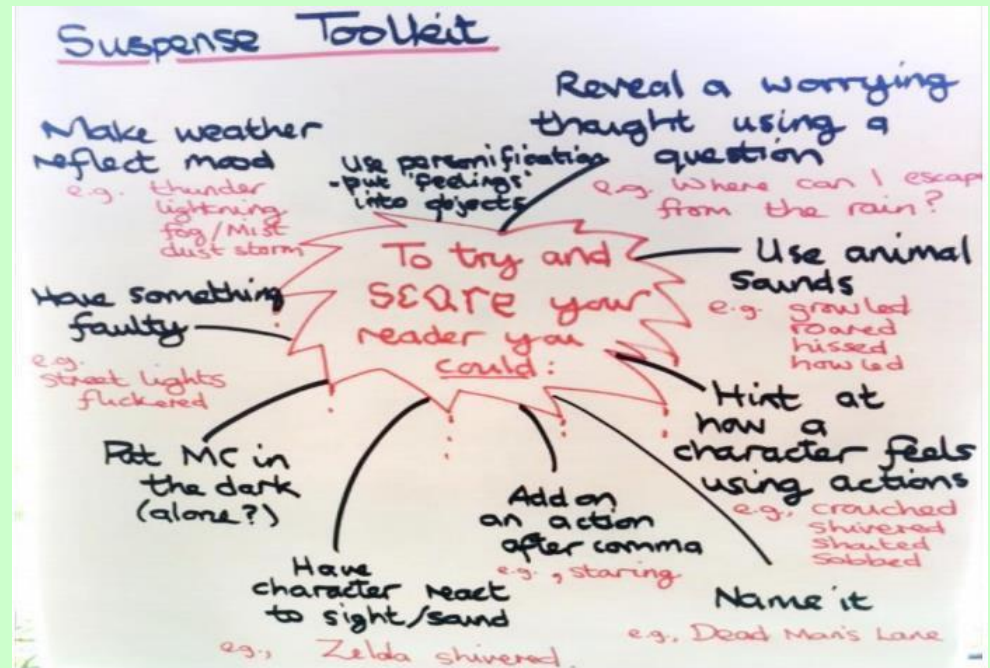 Suspense Toolkit
Make weather
reflect mood
e.g. thunder
lightning
fog/Mist
dust storm
use personification
- put 'feelings'
into objects
Reveal a worrying
thought using a
question
e.g. Where can I escape
from the rain?
To try and
scare your
reader you
could:
Use animal
Sounds
e.g. growled
roared
hissed
howled
Have something
faulty
e.g.
Street lights
flickered
Hint at
how a
character feels
using actions
e.g., crouched
shivered
shouted
sobbed
Put MC in
the dark
(alone?)
Add on
an action
after comma
e.g. , staring
Have
character react
to sight/sound
e.g., Zelda shivered.
Name it
e.g., Dead Man's Lane